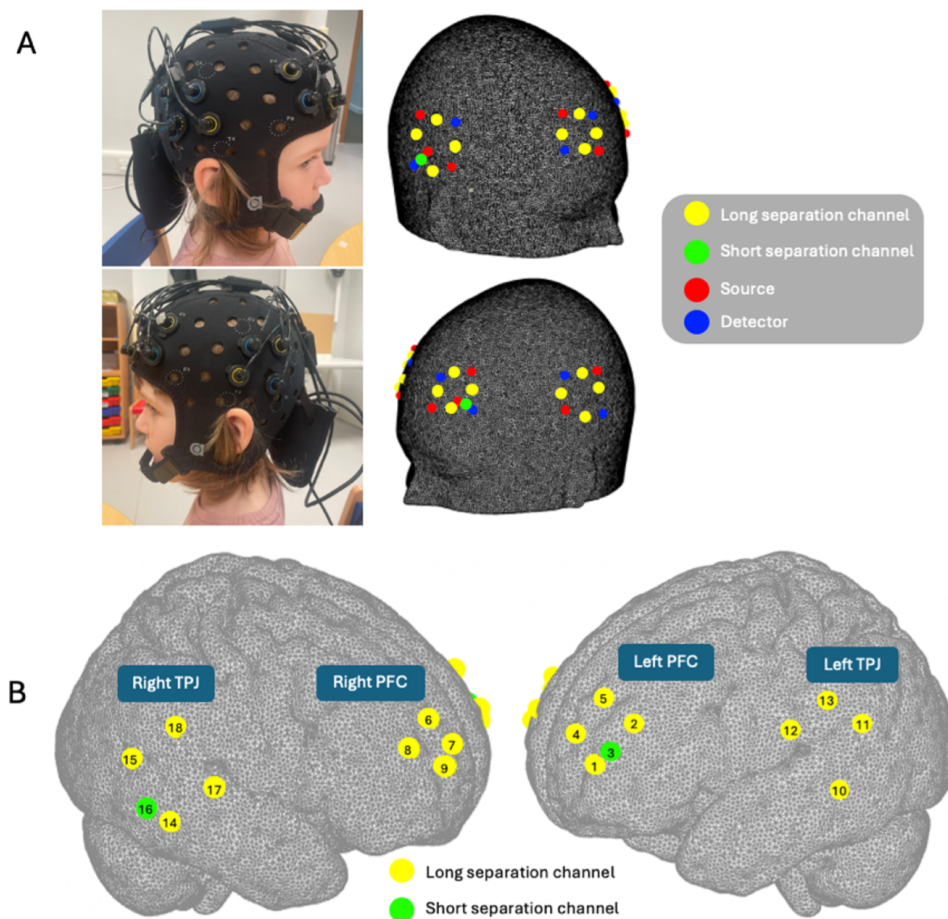 A
Long separation channel
Short separation channel
Source
Detector
B
Right TPJ
Right PFC
Left PFC
Left TPJ
18
15
17
16
14
6
8
7
9
5
4
2
3
1
13
12
11
10
Long separation channel
Short separation channel